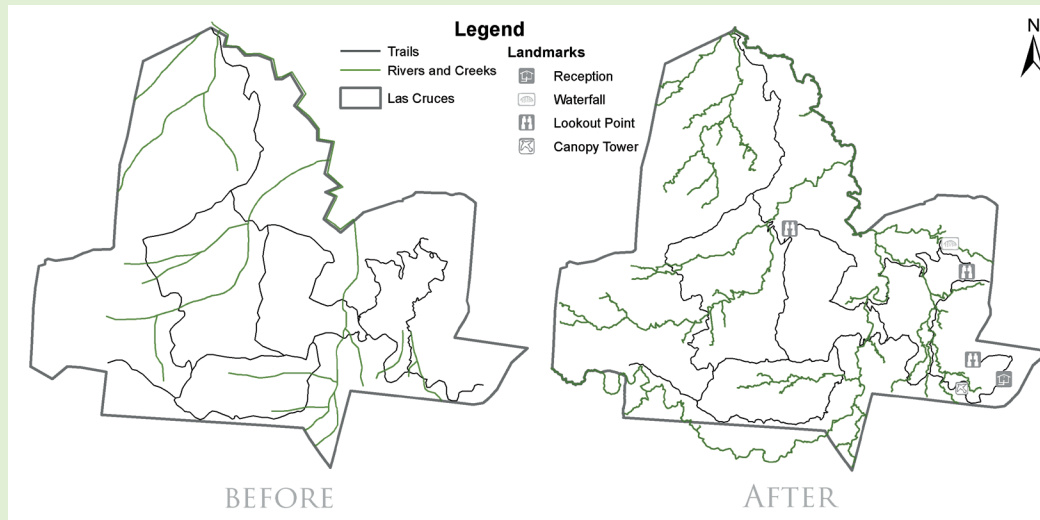 Legend
Trails
Rivers and Creeks
Las Cruces
Landmarks
Reception
Waterfall
Lookout Point
Canopy Tower
N
BEFORE
AFTER